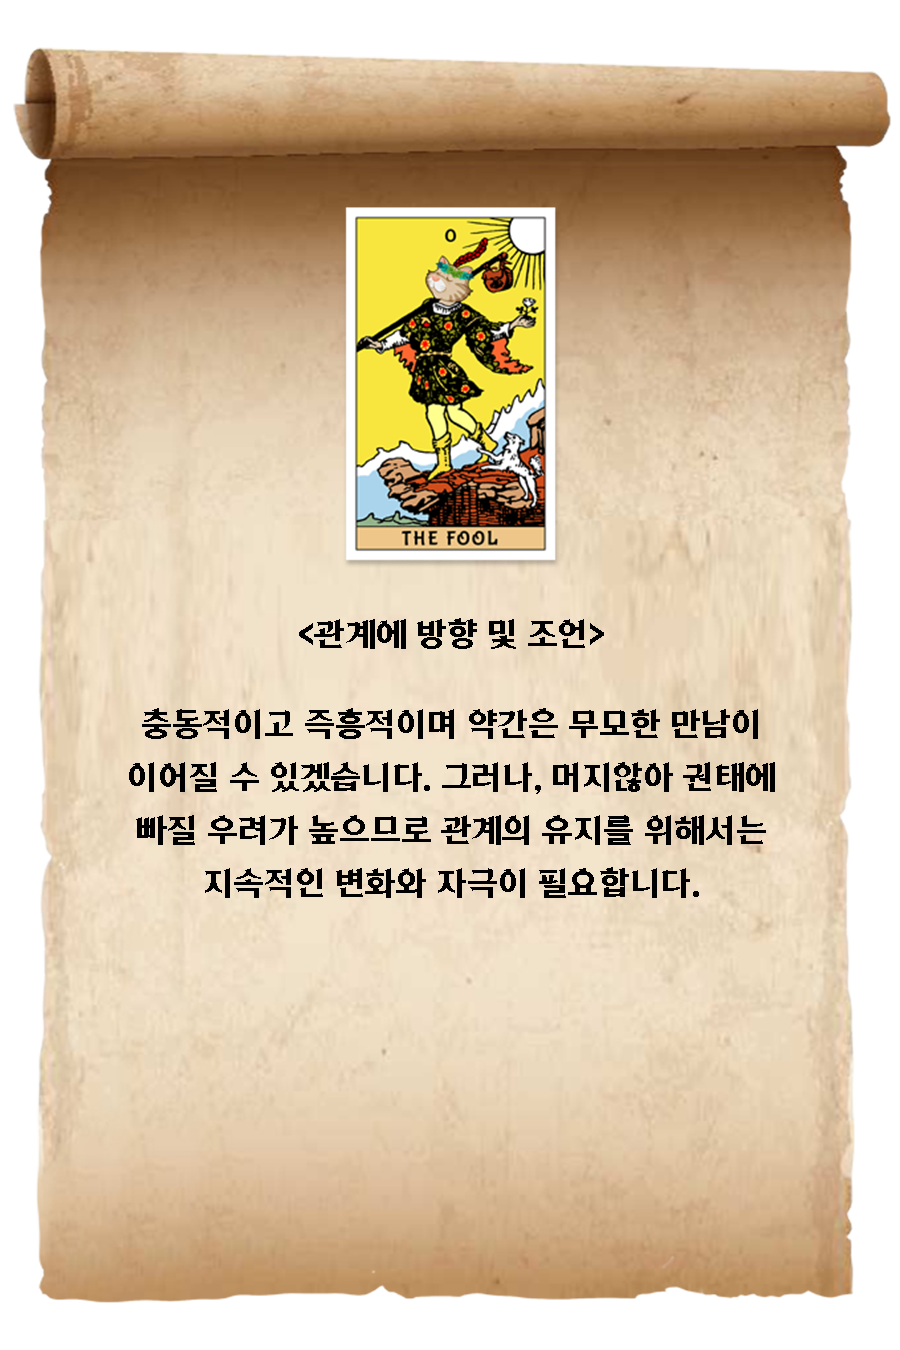 0
THE FOOL
<관계에 방향 및 조언>
충동적이고 즉흥적이며 약간은 무모한 만남이
이어질 수 있겠습니다. 그러나, 머지않아 권태에
빠질 우려가 높으므로 관계의 유지를 위해서는
지속적인 변화와 자극이 필요합니다.